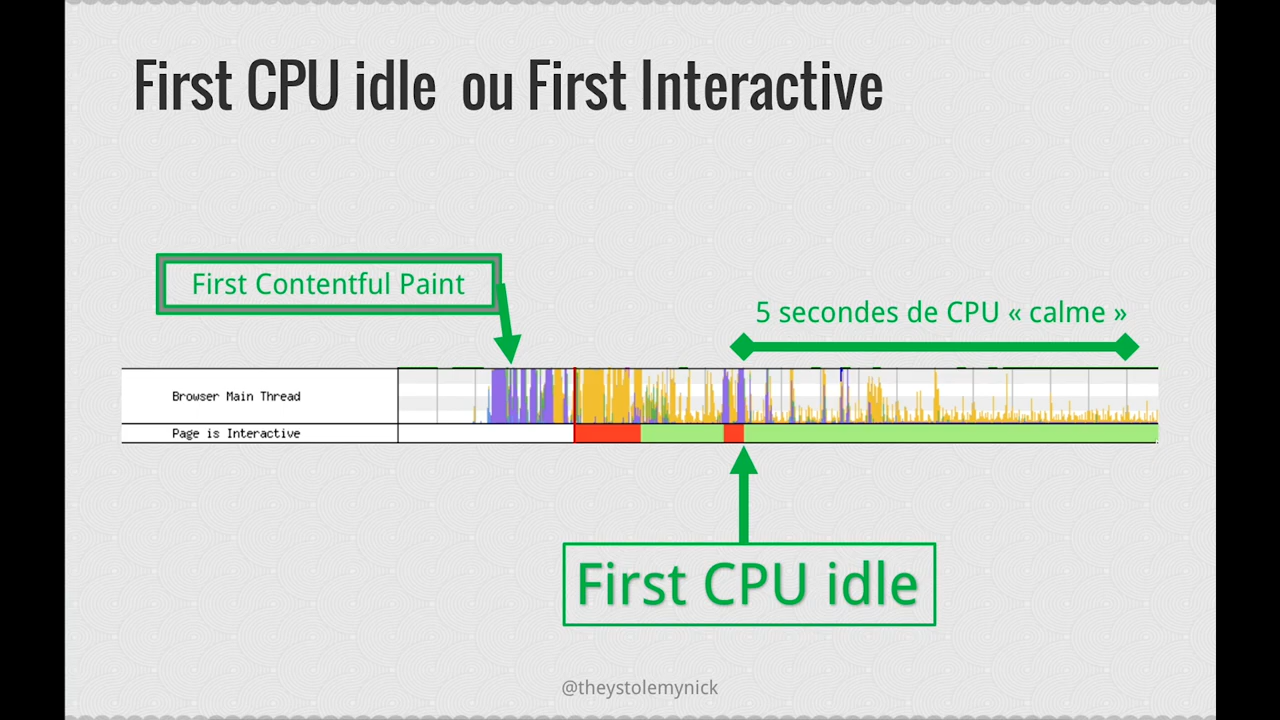 First CPU idle ou First Interactive
First Contentful Paint
5 secondes de CPU « calme »
Browser Main Thread
Page is Interactive
First CPU idle
@theystolemynick